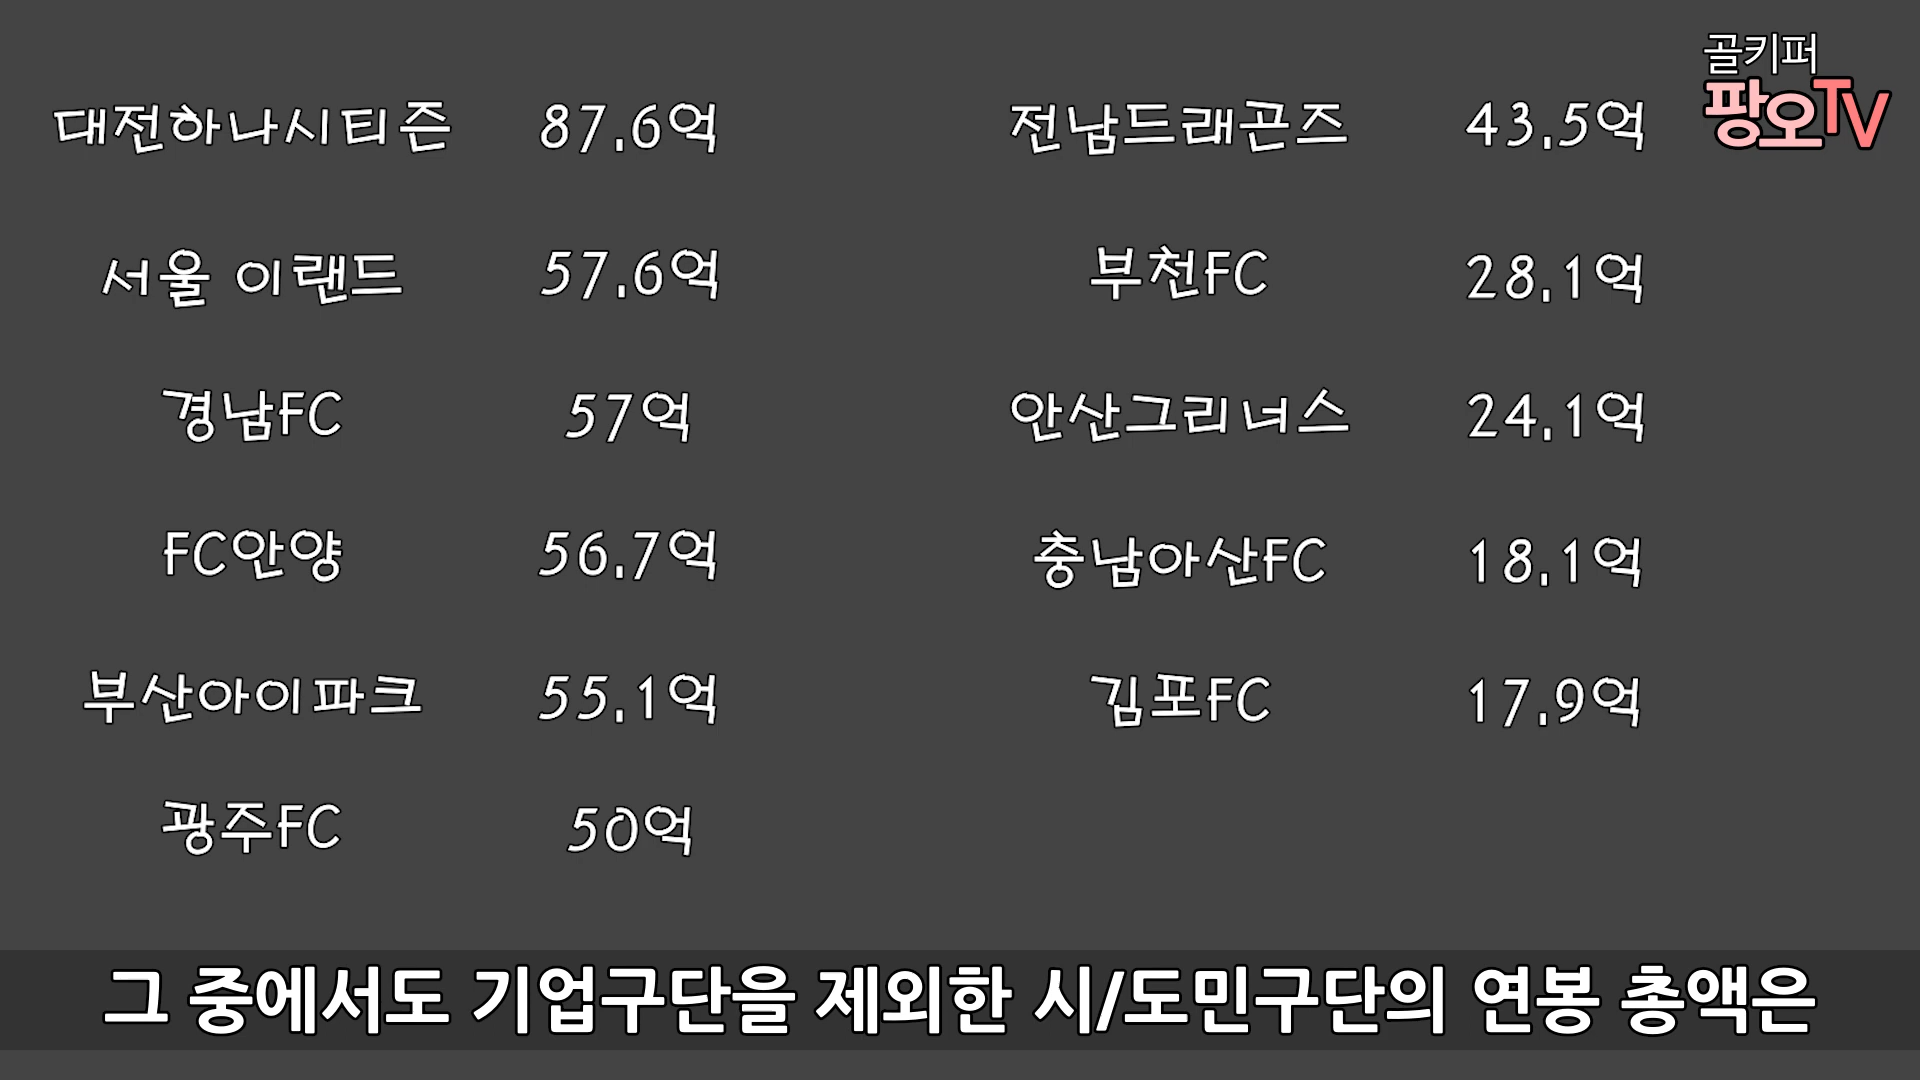 골키퍼
팡오TV
대전하나시티즌 87.6억
서울 이랜드 57.6억
경남FC 57억
FC안양 56.7억
부산아이파크 55.1억
광주FC 50억
전남드래곤즈 43.5억
부천FC 28.1억
안산그리너스 24.1억
충남아산FC 18.1억
김포FC 17.9억
그 중에서도 기업구단을 제외한 시/도민구단의 연봉 총액은